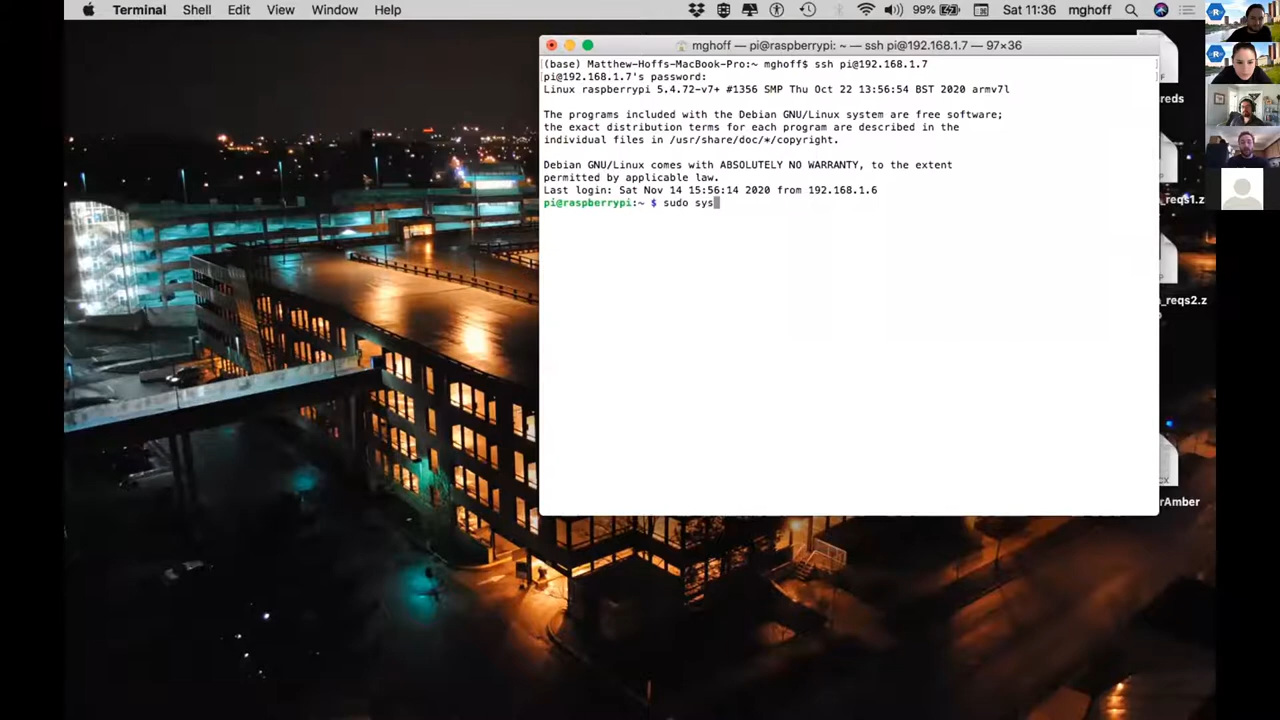 Terminal Shell Edit View Window Help
99% Sat 11:36 mghoff
mghoff — pi@raspberrypi: ~ — ssh pi@192.168.1.7 — 97×36
(base) Matthew-Hoffs-MacBook-Pro:~ mghoff$ ssh pi@192.168.1.7
pi@192.168.1.7's password:
Linux raspberrypi 5.4.72-v7+ #1356 SMP Thu Oct 22 13:56:54 BST 2020 armv7l
The programs included with the Debian GNU/Linux system are free software;
the exact distribution terms for each program are described in the
individual files in /usr/share/doc/*/copyright.
Debian GNU/Linux comes with ABSOLUTELY NO WARRANTY, to the extent
permitted by applicable law.
Last login: Sat Nov 14 15:56:14 2020 from 192.168.1.6
pi@raspberrypi:~ $ sudo sys
reds
_reqs1.z
_reqs2.z
rAmber